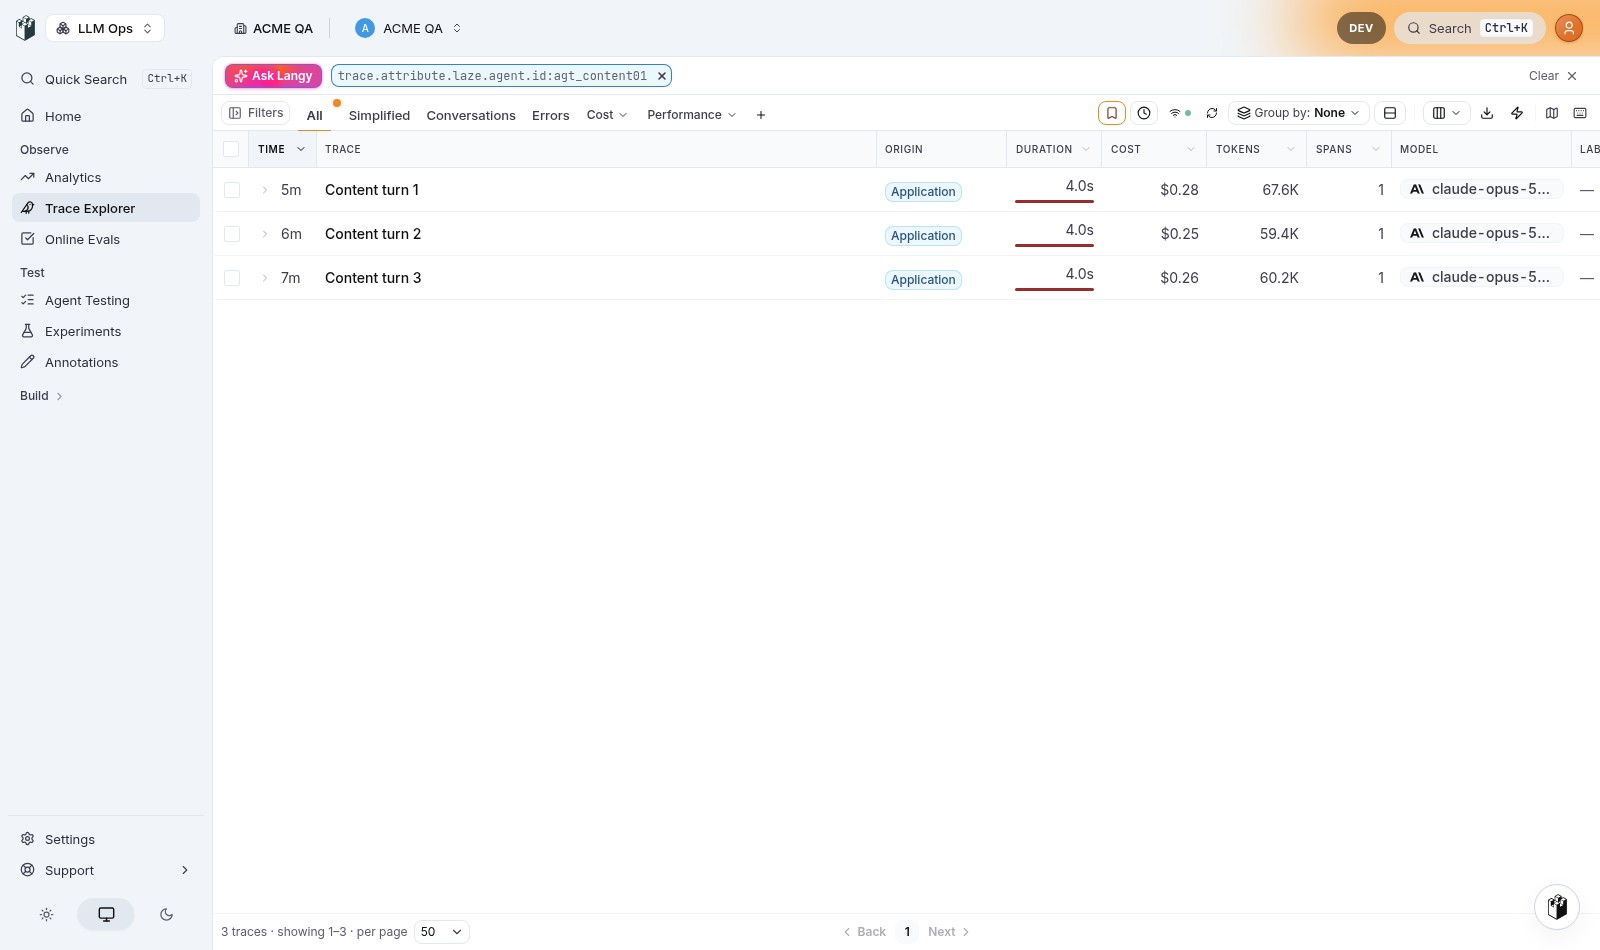 LLM Ops
ACME QA
A ACME QA
DEV
Search Ctrl+K
Quick Search Ctrl+K
Home
Observe
Analytics
Trace Explorer
Online Evals
Test
Agent Testing
Experiments
Annotations
Build
Settings
Support
Ask Langy trace.attribute.laze.agent.id:agt_content01
Clear
Filters All Simplified Conversations Errors Cost Performance +
Group by: None
TIME TRACE ORIGIN DURATION COST TOKENS SPANS MODEL LAB
5m Content turn 1 Application 4.0s $0.28 67.6K 1 claude-opus-5... —
6m Content turn 2 Application 4.0s $0.25 59.4K 1 claude-opus-5... —
7m Content turn 3 Application 4.0s $0.26 60.2K 1 claude-opus-5... —
3 traces · showing 1–3 · per page 50
Back 1 Next